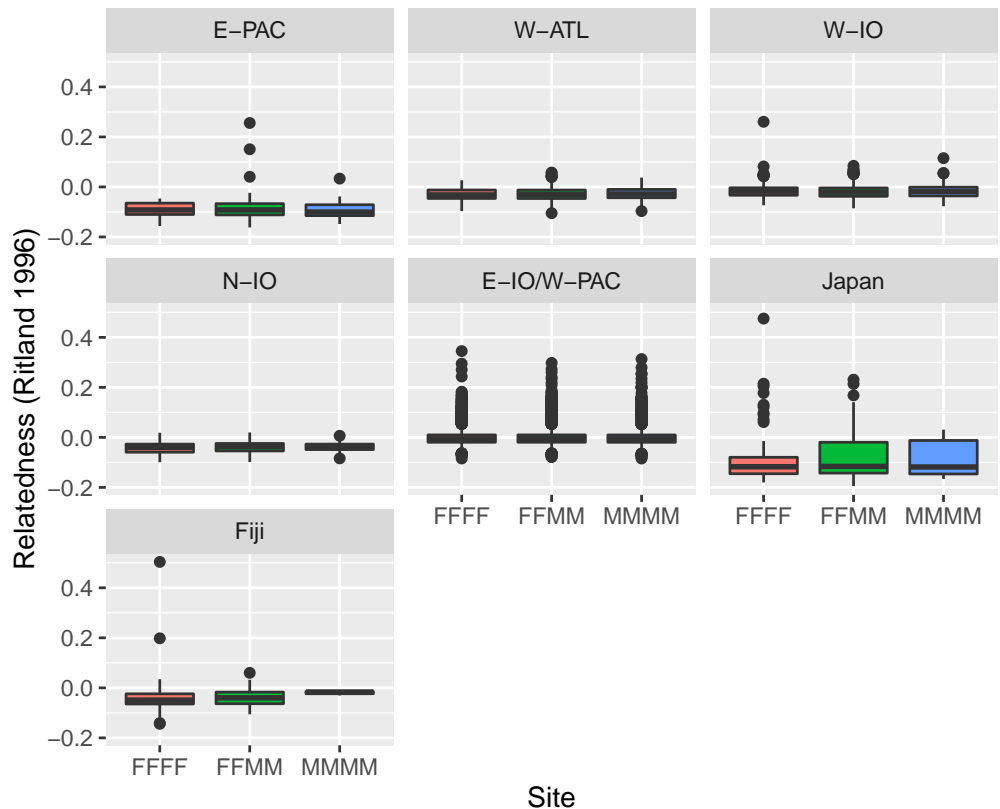 E−PAC W−ATL W−IO
0.4
0.2
0.0
−0.2
N−IO E−IO/W−PAC Japan
0.4
0.2
0.0
−0.2
FFFF FFMM MMMM FFFF FFMM MMMM
Fiji
0.4
0.2
0.0
−0.2
FFFF FFMM MMMM
Site
Relatedness (Ritland 1996)